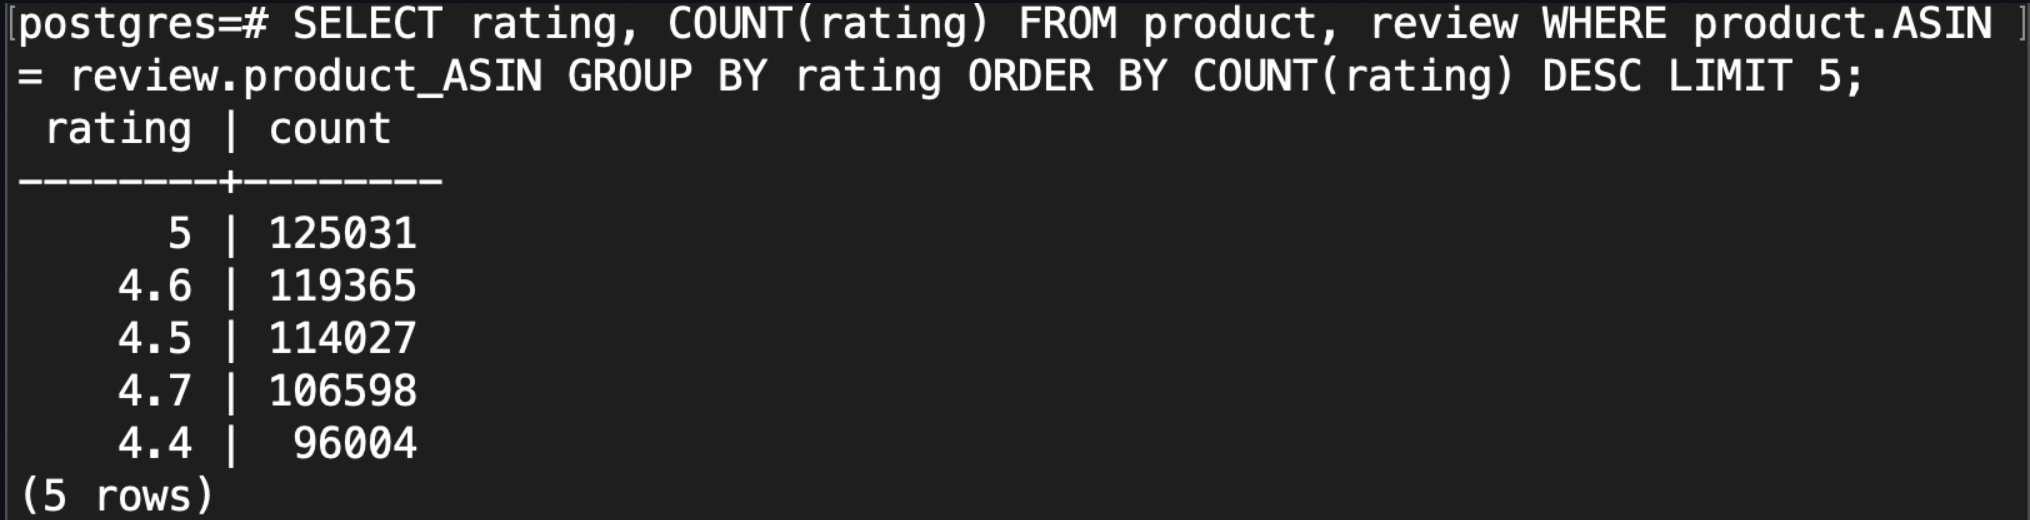 [postgres=# SELECT rating, COUNT(rating) FROM product, review WHERE product.ASIN ]
= review.product_ASIN GROUP BY rating ORDER BY COUNT(rating) DESC LIMIT 5;
 rating | count
--------+--------
      5 | 125031
    4.6 | 119365
    4.5 | 114027
    4.7 | 106598
    4.4 |  96004
(5 rows)